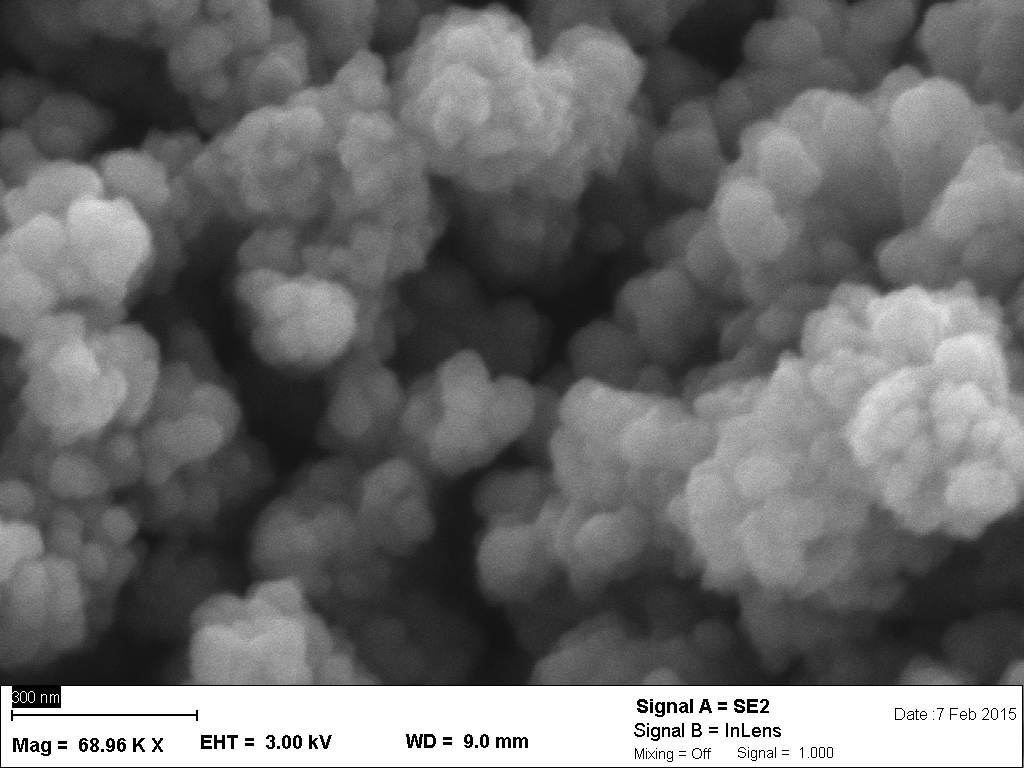 300 nm
Mag = 68.96 K X EHT = 3.00 kV WD = 9.0 mm
Signal A = SE2
Signal B = InLens
Mixing = Off Signal = 1.000
Date :7 Feb 2015